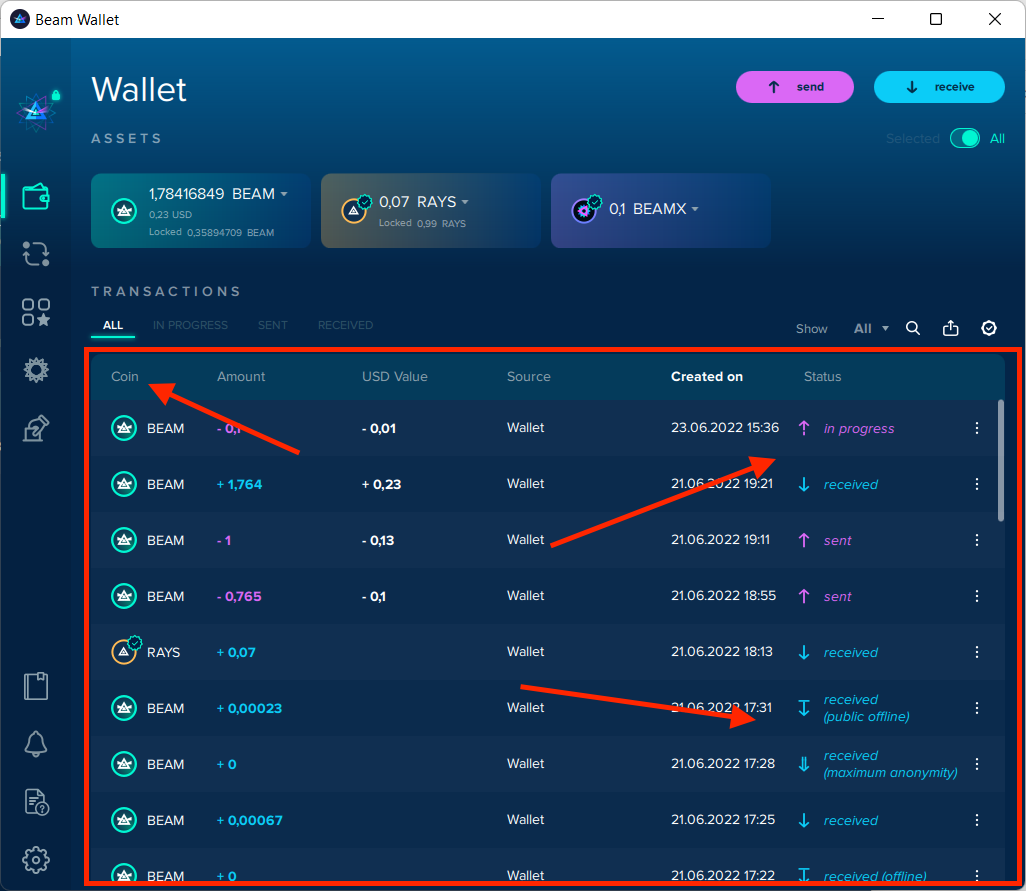 Beam Wallet
Wallet
send
receive
ASSETS
Selected All
1,78416849 BEAM
0,23 USD
Locked 0,35894709 BEAM
0,07 RAYS
Locked 0,99 RAYS
0,1 BEAMX
TRANSACTIONS
ALL IN PROGRESS SENT RECEIVED
Show All
Coin Amount USD Value Source Created on Status
BEAM - 0,1 - 0,01 Wallet 23.06.2022 15:36 in progress
BEAM + 1,764 + 0,23 Wallet 21.06.2022 19:21 received
BEAM - 1 - 0,13 Wallet 21.06.2022 19:11 sent
BEAM - 0,765 - 0,1 Wallet 21.06.2022 18:55 sent
RAYS + 0,07 Wallet 21.06.2022 18:13 received
BEAM + 0,00023 Wallet 21.06.2022 17:31 received
(public offline)
BEAM + 0 Wallet 21.06.2022 17:28 received
(maximum anonymity)
BEAM + 0,00067 Wallet 21.06.2022 17:25 received
BEAM + 0 Wallet 21.06.2022 17:22 received (offline)